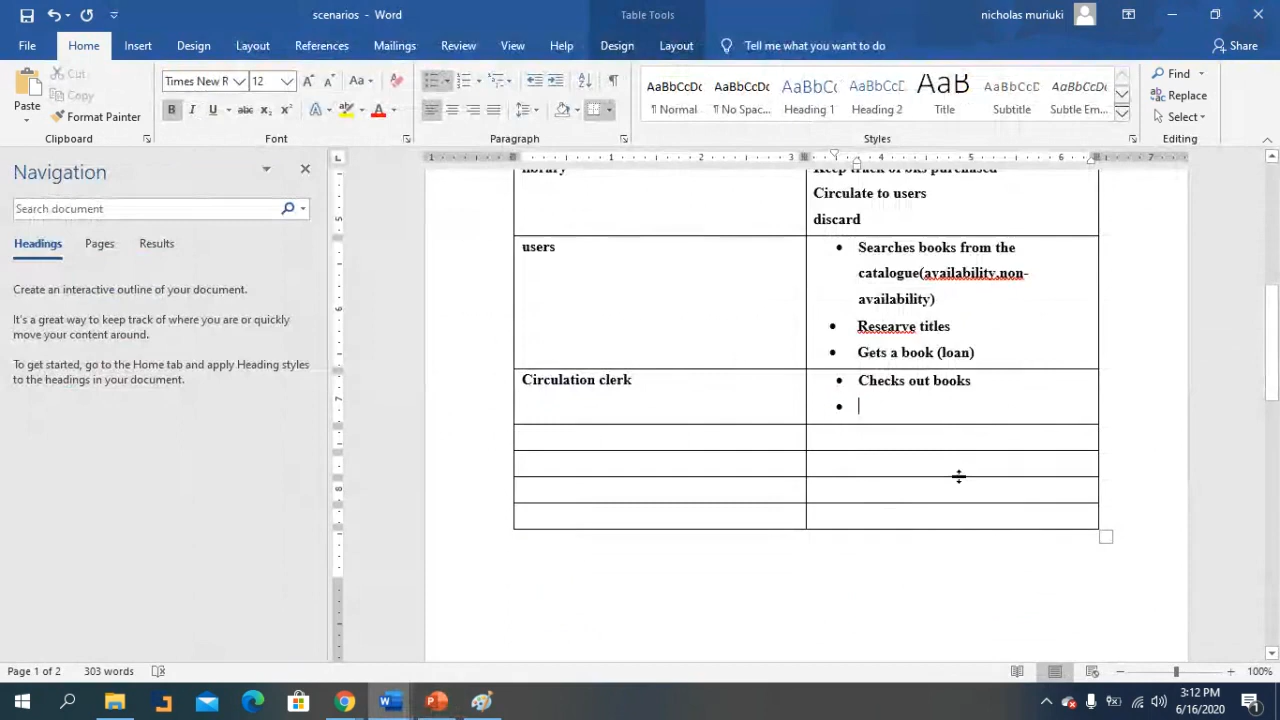 scenarios - Word
Table Tools
nicholas muriuki
File
Home
Insert
Design
Layout
References
Mailings
Review
View
Help
Design
Layout
Tell me what you want to do
Share
Paste
Cut
Copy
Format Painter
Clipboard
Times New R
12
Font
Paragraph
AaBbCcDc
¶ Normal
AaBbCcDc
¶ No Spac...
AaBbCc
Heading 1
AaBbCcD
Heading 2
AaB
Title
AaBbCcD
Subtitle
AaBbCcDc
Subtle Em...
Styles
Find
Replace
Select
Editing
Navigation
Search document
Headings
Pages
Results
Create an interactive outline of your document.
It's a great way to keep track of where you are or quickly
move your content around.
To get started, go to the Home tab and apply Heading styles
to the headings in your document.
library
Keep track of bks purchased
Circulate to users
discard
users
• Searches books from the
catalogue(availability,non-
availability)
• Researve titles
• Gets a book (loan)
Circulation clerk
• Checks out books
•
Page 1 of 2
303 words
100%
3:12 PM
6/16/2020